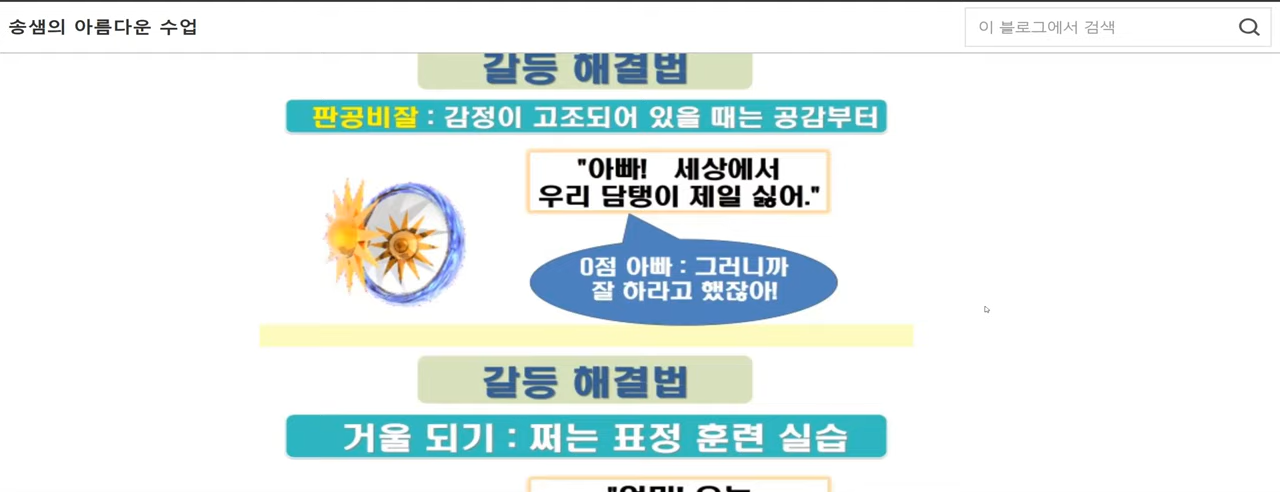 송샘의 아름다운 수업
이 블로그에서 검색
갈등 해결법
판공비잘 : 감정이 고조되어 있을 때는 공감부터
"아빠! 세상에서
우리 담탱이 제일 싫어."
0점 아빠 : 그러니까
잘 하라고 했잖아!
갈등 해결법
거울 되기 : 쩌는 표정 훈련 실습